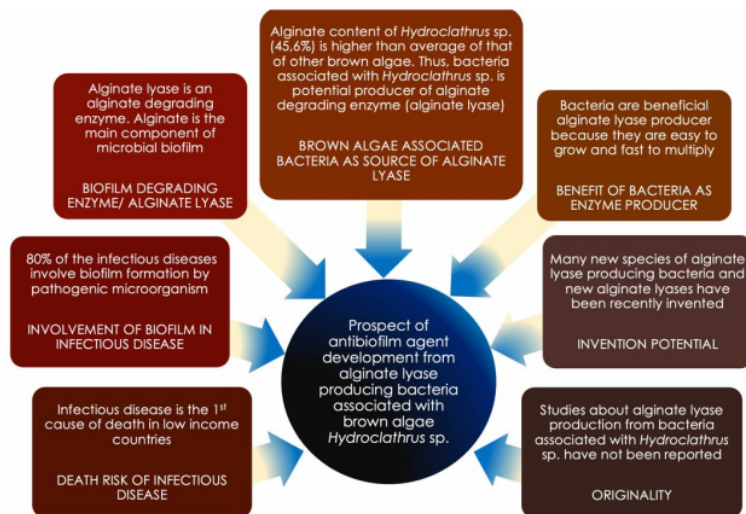 Alginate content of Hydroclathrus sp.
(45,6%) is higher than average of that
of other brown algae. Thus, bacteria
associated with Hydroclathrus sp. is
potential producer of alginate
degrading enzyme (alginate lyase)
BROWN ALGAE ASSOCIATED
BACTERIA AS SOURCE OF ALGINATE
LYASE
Alginate lyase is an
alginate degrading
enzyme. Alginate is the
main component of
microbial biofilm
BIOFILM DEGRADING
ENZYME/ ALGINATE LYASE
Bacteria are beneficial
alginate lyase producer
because they are easy to
grow and fast to multiply
BENEFIT OF BACTERIA AS
ENZYME PRODUCER
80% of the infectious diseases
involve biofilm formation by
pathogenic microorganism
INVOLVEMENT OF BIOFILM IN
INFECTIOUS DISEASE
Many new species of alginate
lyase producing bacteria and
new alginate lyases have
been recently invented
INVENTION POTENTIAL
Prospect of
antibiofilm agent
development from
alginate lyase
producing bacteria
associated with
brown algae
Hydroclathrus sp.
Infectious disease is the 1st
cause of death in low income
countries
DEATH RISK OF INFECTIOUS
DISEASE
Studies about alginate lyase
production from bacteria
associated with Hydroclathrus
sp. have not been reported
ORIGINALITY